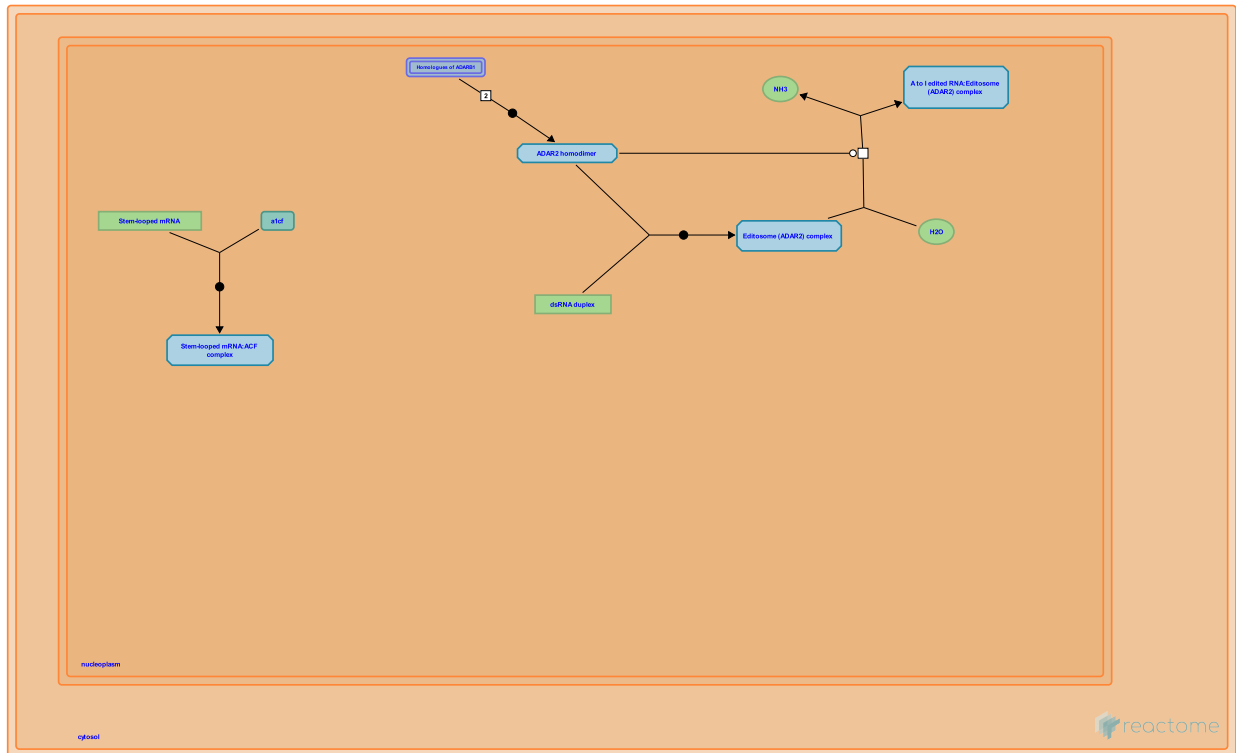 Homologues of ADARB1
2
NH3
A to I edited RNA:Editosome
(ADAR2) complex
ADAR2 homodimer
Stem-looped mRNA
a1cf
Editosome (ADAR2) complex
H2O
dsRNA duplex
Stem-looped mRNA:ACF
complex
nucleoplasm
cytosol
reactome